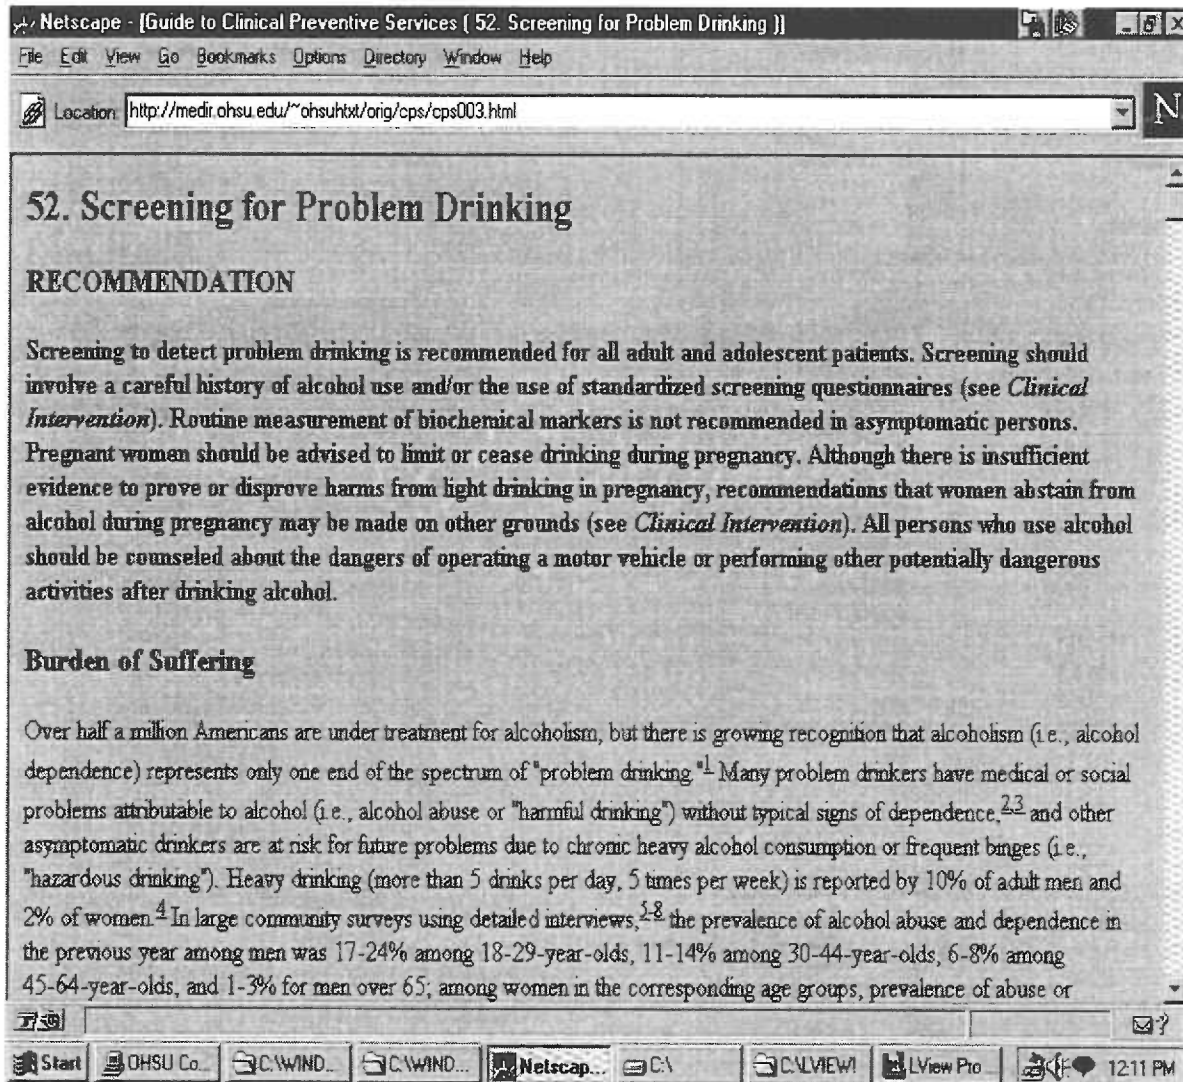 Netscape - [Guide to Clinical Preventive Services ( 52. Screening for Problem Drinking )]
File Edit View Go Bookmarks Options Directory Window Help
Location: http://medir.ohsu.edu/~ohsuhtxt/orig/cps/cps003.html
N
52. Screening for Problem Drinking
RECOMMENDATION
Screening to detect problem drinking is recommended for all adult and adolescent patients. Screening should
involve a careful history of alcohol use and/or the use of standardized screening questionnaires (see Clinical
Intervention). Routine measurement of biochemical markers is not recommended in asymptomatic persons.
Pregnant women should be advised to limit or cease drinking during pregnancy. Although there is insufficient
evidence to prove or disprove harms from light drinking in pregnancy, recommendations that women abstain from
alcohol during pregnancy may be made on other grounds (see Clinical Intervention). All persons who use alcohol
should be counseled about the dangers of operating a motor vehicle or performing other potentially dangerous
activities after drinking alcohol.
Burden of Suffering
Over half a million Americans are under treatment for alcoholism, but there is growing recognition that alcoholism (i.e., alcohol
dependence) represents only one end of the spectrum of "problem drinking."1 Many problem drinkers have medical or social
problems attributable to alcohol (i.e., alcohol abuse or "harmful drinking") without typical signs of dependence,2,3 and other
asymptomatic drinkers are at risk for future problems due to chronic heavy alcohol consumption or frequent binges (i.e.,
"hazardous drinking"). Heavy drinking (more than 5 drinks per day, 5 times per week) is reported by 10% of adult men and
2% of women.4 In large community surveys using detailed interviews,5-8 the prevalence of alcohol abuse and dependence in
the previous year among men was 17-24% among 18-29-year-olds, 11-14% among 30-44-year-olds, 6-8% among
45-64-year-olds, and 1-3% for men over 65; among women in the corresponding age groups, prevalence of abuse or
Start OHSU Co... C:\WIND... C:\WIND... Netscap... C:\ C:\LVIEW! LView Pro 12:11 PM